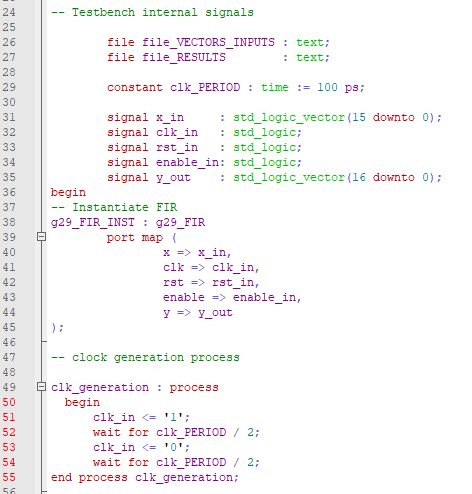 24 -- Testbench internal signals
25
26 file file_VECTORS_INPUTS : text;
27 file file_RESULTS : text;
28
29 constant clk_PERIOD : time := 100 ps;
30
31 signal x_in : std_logic_vector(15 downto 0);
32 signal clk_in : std_logic;
33 signal rst_in : std_logic;
34 signal enable_in: std_logic;
35 signal y_out : std_logic_vector(16 downto 0);
36 begin
37 -- Instantiate FIR
38 g29_FIR_INST : g29_FIR
39 port map (
40 x => x_in,
41 clk => clk_in,
42 rst => rst_in,
43 enable => enable_in,
44 y => y_out
45 );
46
47 -- clock generation process
48
49 clk_generation : process
50 begin
51 clk_in <= '1';
52 wait for clk_PERIOD / 2;
53 clk_in <= '0';
54 wait for clk_PERIOD / 2;
55 end process clk_generation;
56